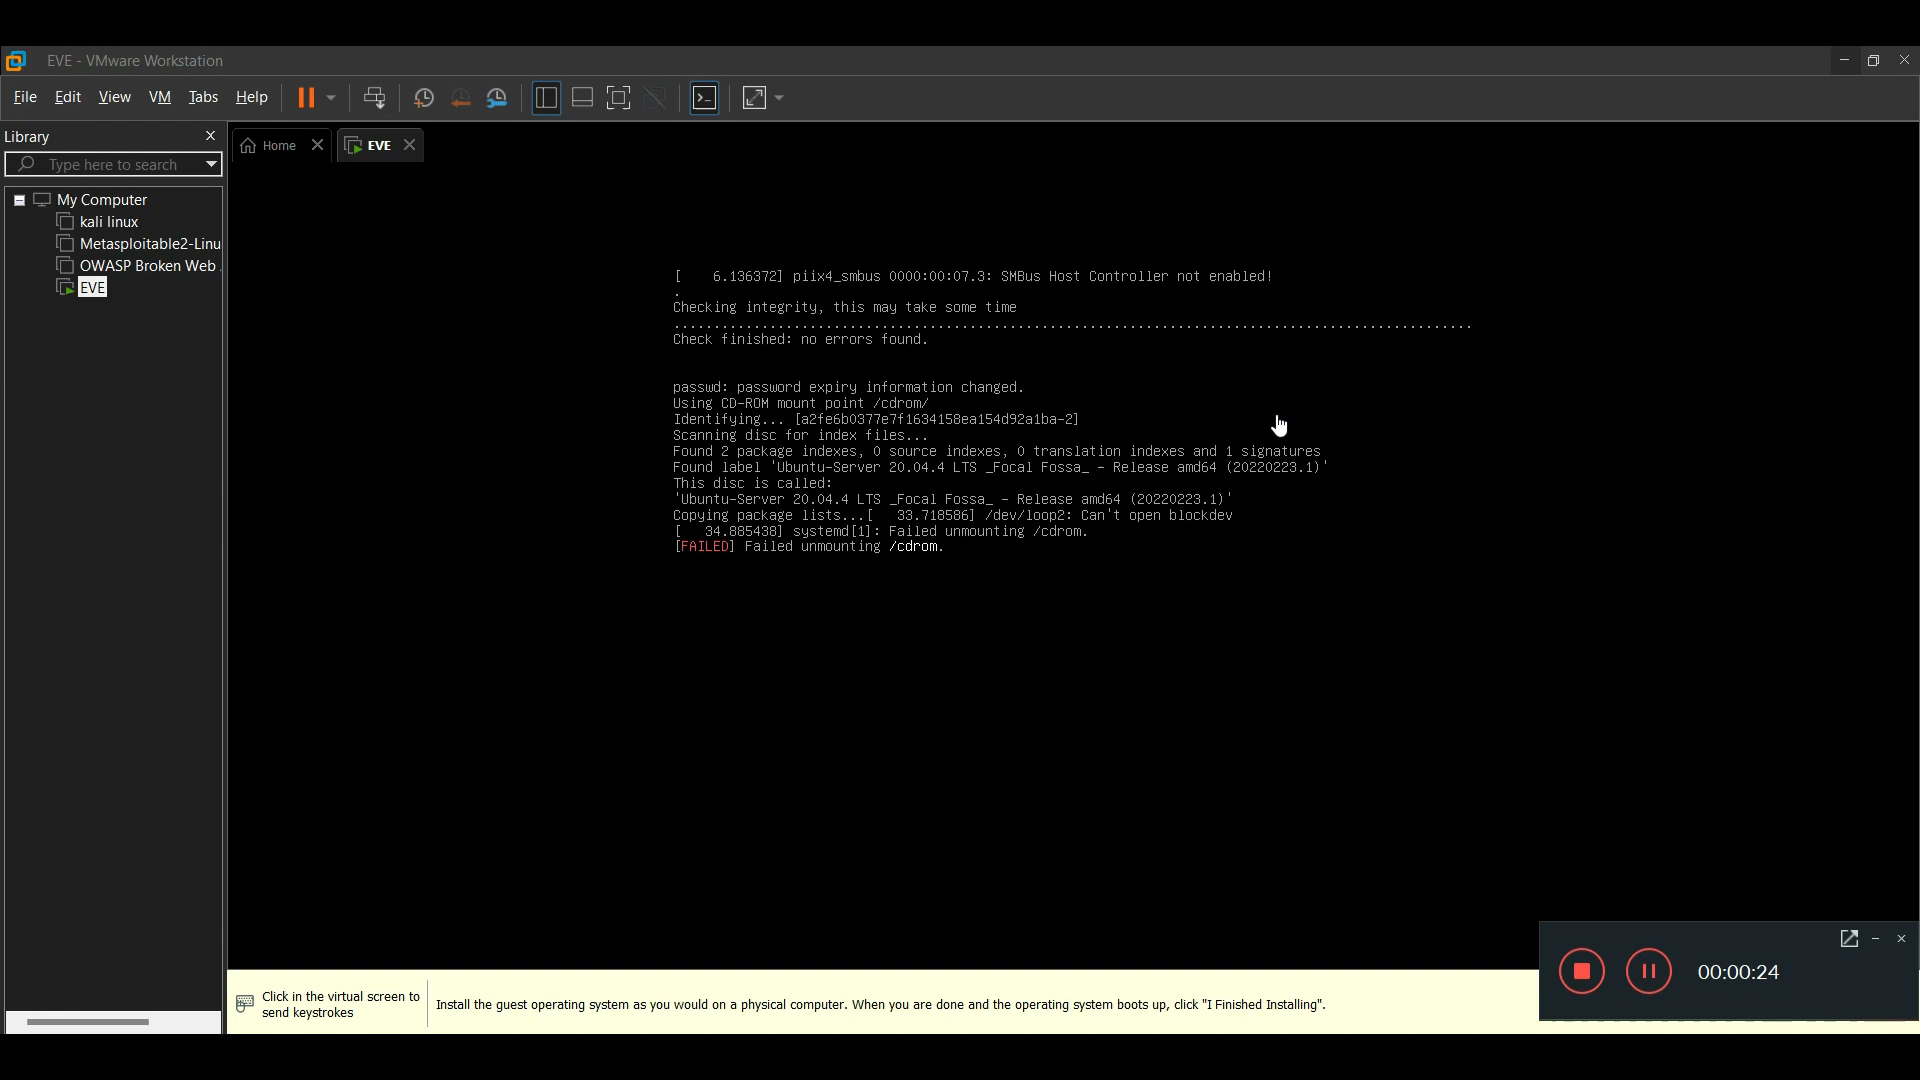 EVE - VMware Workstation
File Edit View VM Tabs Help
Library
Type here to search
Home
EVE
My Computer
kali linux
Metasploitable2-Linu
OWASP Broken Web
EVE
[    6.136372] piix4_smbus 0000:00:07.3: SMBus Host Controller not enabled!
.
Checking integrity, this may take some time
....................................................................................................
Check finished: no errors found.
passwd: password expiry information changed.
Using CD-ROM mount point /cdrom/
Identifying... [a2fe6b0377e7f1634158ea154d92a1ba-2]
Scanning disc for index files...
Found 2 package indexes, 0 source indexes, 0 translation indexes and 1 signatures
Found label 'Ubuntu-Server 20.04.4 LTS _Focal Fossa_ - Release amd64 (20220223.1)'
This disc is called:
'Ubuntu-Server 20.04.4 LTS _Focal Fossa_ - Release amd64 (20220223.1)'
Copying package lists...[   33.718586] /dev/loop2: Can't open blockdev
[   34.885438] systemd[1]: Failed unmounting /cdrom.
[FAILED] Failed unmounting /cdrom.
Click in the virtual screen to
send keystrokes
Install the guest operating system as you would on a physical computer. When you are done and the operating system boots up, click "I Finished Installing".
00:00:24